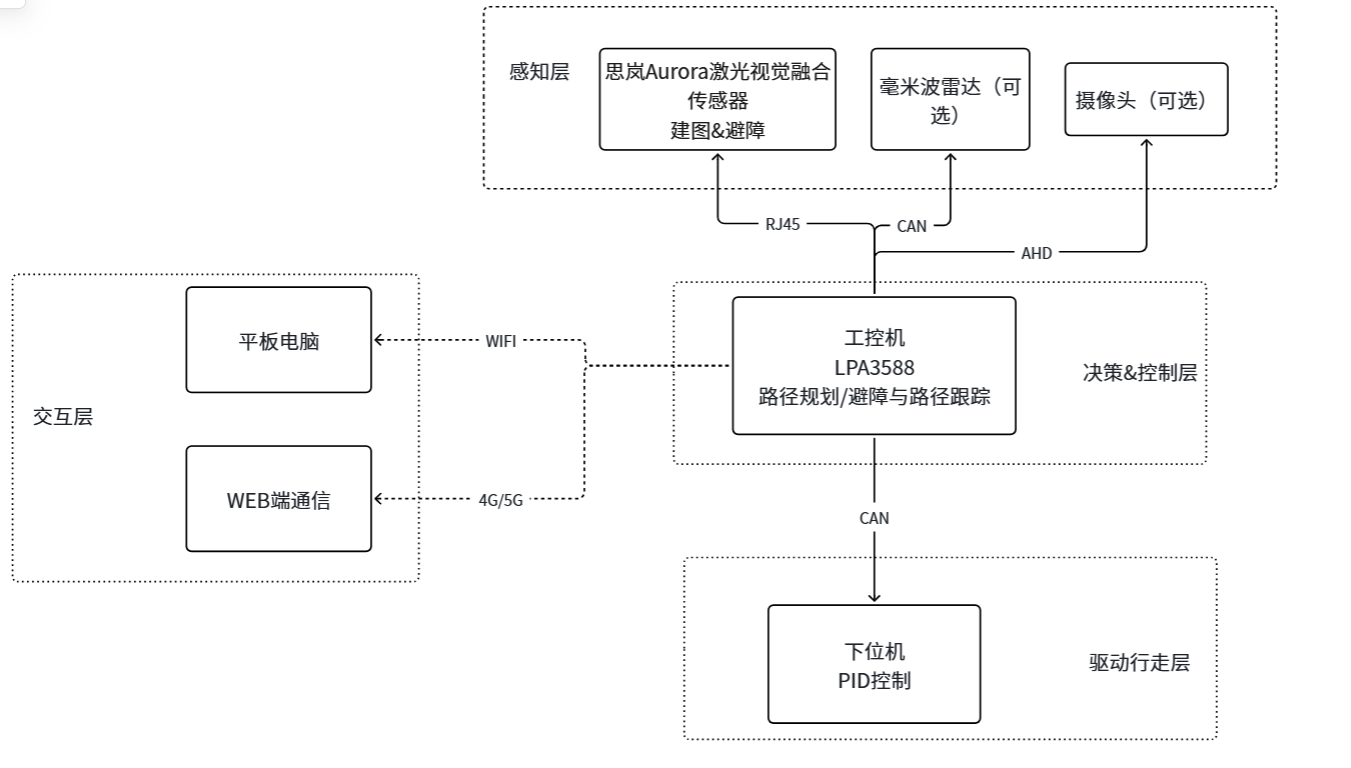 感知层
思岚Aurora激光视觉融合
传感器
建图&避障
毫米波雷达（可
选）
摄像头（可选）
RJ45
CAN
AHD
交互层
平板电脑
WEB端通信
WIFI
4G/5G
工控机
LPA3588
路径规划/避障与路径跟踪
决策&控制层
CAN
下位机
PID控制
驱动行走层